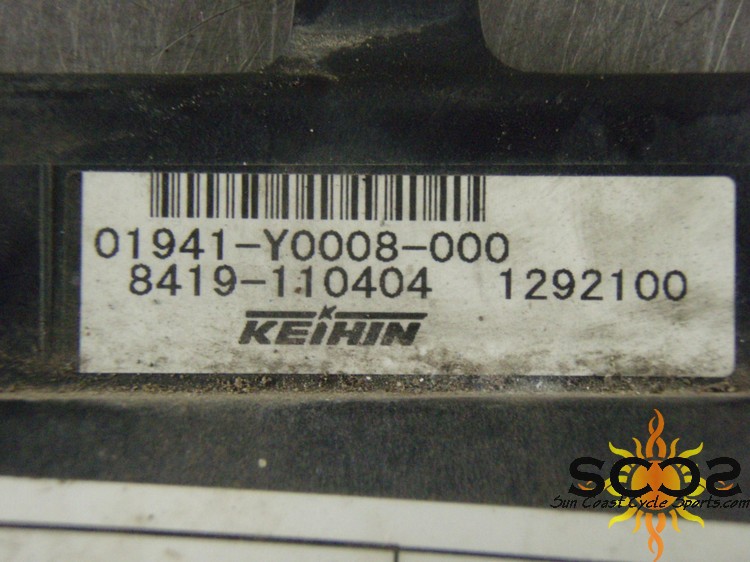 01941-Y0008-000
8419-110404 1292100
KEIHIN
SCCS
Sun Coast Cycle Sports.com